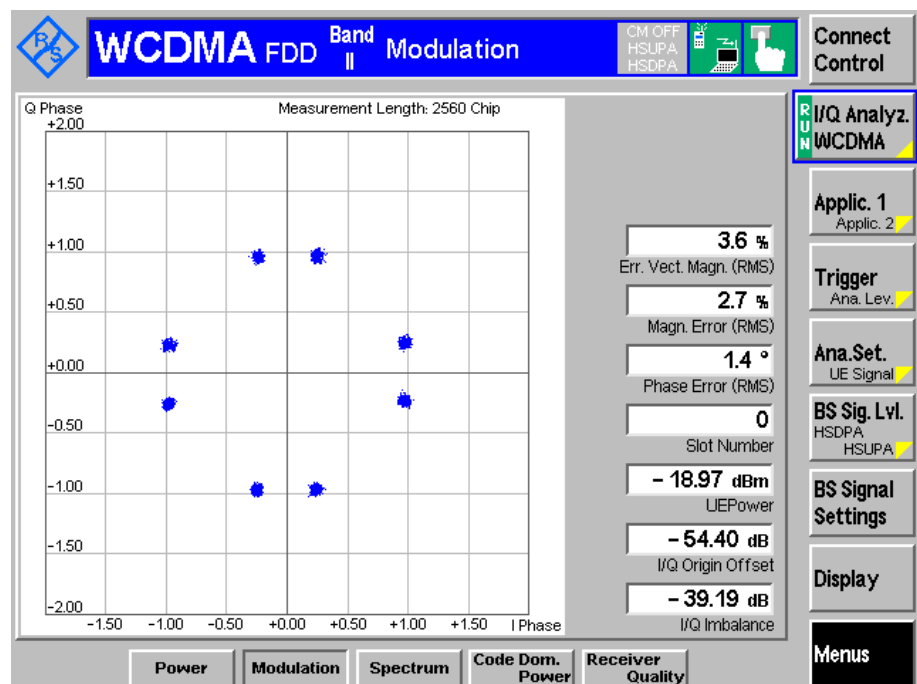 R&S
WCDMA FDD Band II Modulation
CM OFF
HSUPA
HSDPA
Connect
Control
Q Phase
Measurement Length: 2560 Chip
+2.00
+1.50
+1.00
+0.50
+0.00
-0.50
-1.00
-1.50
-2.00
-1.50 -1.00 -0.50 +0.00 +0.50 +1.00 +1.50 I Phase
3.6 %
Err. Vect. Magn. (RMS)
2.7 %
Magn. Error (RMS)
1.4 °
Phase Error (RMS)
0
Slot Number
- 18.97 dBm
UEPower
- 54.40 dB
I/Q Origin Offset
- 39.19 dB
I/Q Imbalance
RUN
I/Q Analyz.
WCDMA
Applic. 1
Applic. 2
Trigger
Ana. Lev.
Ana.Set.
UE Signal
BS Sig. Lvl.
HSDPA
HSUPA
BS Signal
Settings
Display
Menus
Power
Modulation
Spectrum
Code Dom.
Power
Receiver
Quality